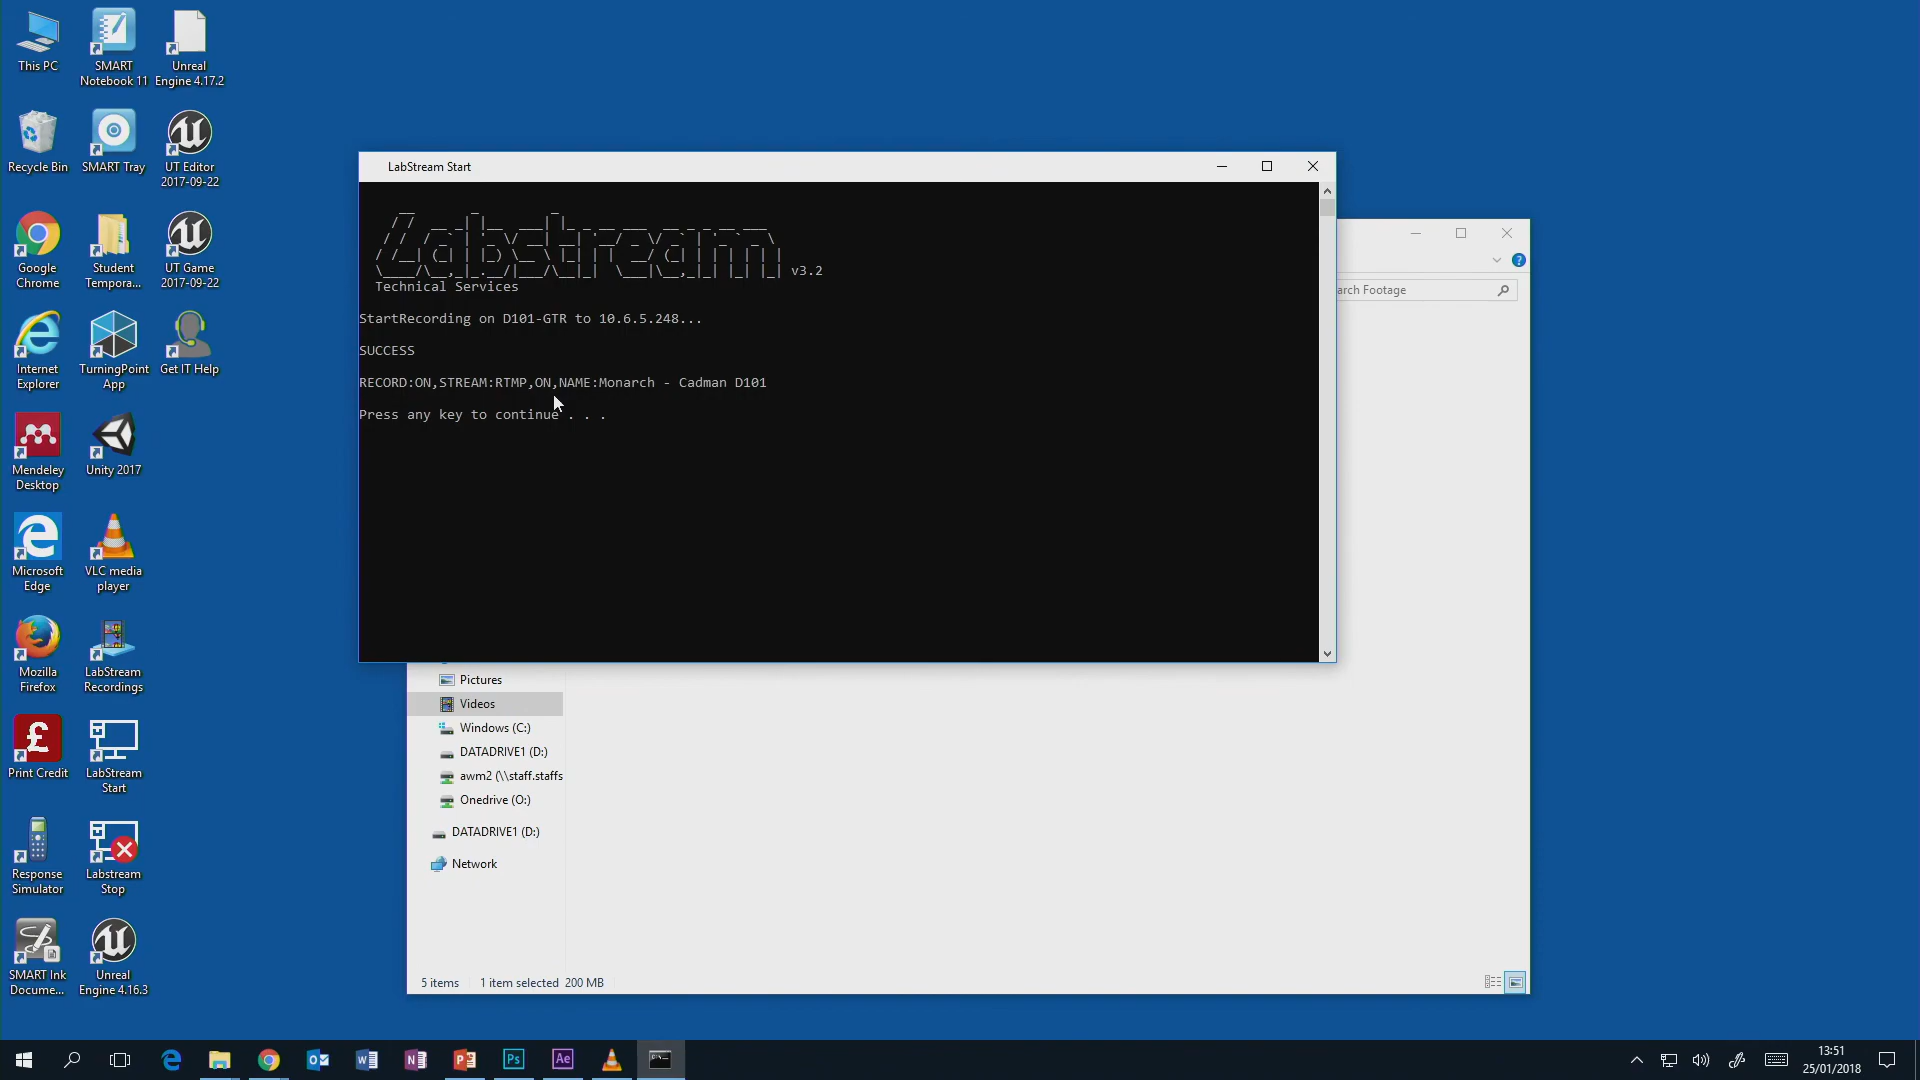 This PC
SMART
Notebook 11
Unreal
Engine 4.17.2
Recycle Bin
SMART Tray
UT Editor
2017-09-22
Google
Chrome
Student
Tempora...
UT Game
2017-09-22
Internet
Explorer
TurningPoint
App
Get IT Help
Mendeley
Desktop
Unity 2017
Microsoft
Edge
VLC media
player
Mozilla
Firefox
LabStream
Recordings
Print Credit
LabStream
Start
Response
Simulator
Labstream
Stop
SMART Ink
Docume...
Unreal
Engine 4.16.3
LabStream Start
Labstream v3.2
Technical Services
StartRecording on D101-GTR to 10.6.5.248...
SUCCESS
RECORD:ON,STREAM:RTMP,ON,NAME:Monarch - Cadman D101
Press any key to continue . . .
arch Footage
Pictures
Videos
Windows (C:)
DATADRIVE1 (D:)
awm2 (\\staff.staffs
Onedrive (O:)
DATADRIVE1 (D:)
Network
5 items 1 item selected 200 MB
Ps
Ae
13:51
25/01/2018